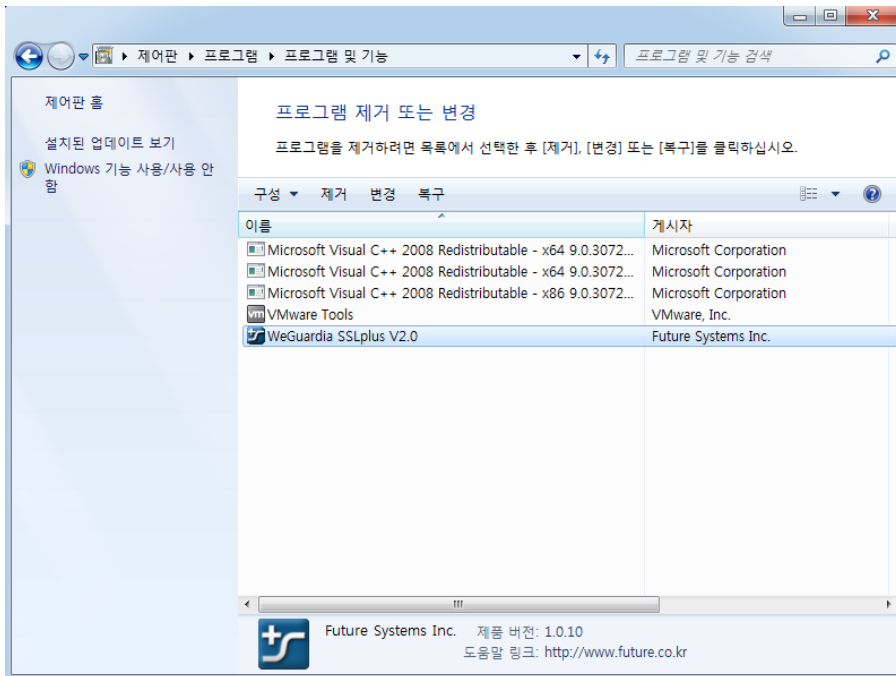 제어판 ▸ 프로그램 ▸ 프로그램 및 기능
프로그램 및 기능 검색
제어판 홈
설치된 업데이트 보기
Windows 기능 사용/사용 안
함
프로그램 제거 또는 변경
프로그램을 제거하려면 목록에서 선택한 후 [제거], [변경] 또는 [복구]를 클릭하십시오.
구성 제거 변경 복구
이름 게시자
Microsoft Visual C++ 2008 Redistributable - x64 9.0.3072... Microsoft Corporation
Microsoft Visual C++ 2008 Redistributable - x64 9.0.3072... Microsoft Corporation
Microsoft Visual C++ 2008 Redistributable - x86 9.0.3072... Microsoft Corporation
vm VMware Tools VMware, Inc.
WeGuardia SSLplus V2.0 Future Systems Inc.
Future Systems Inc. 제품 버전: 1.0.10
도움말 링크: http://www.future.co.kr